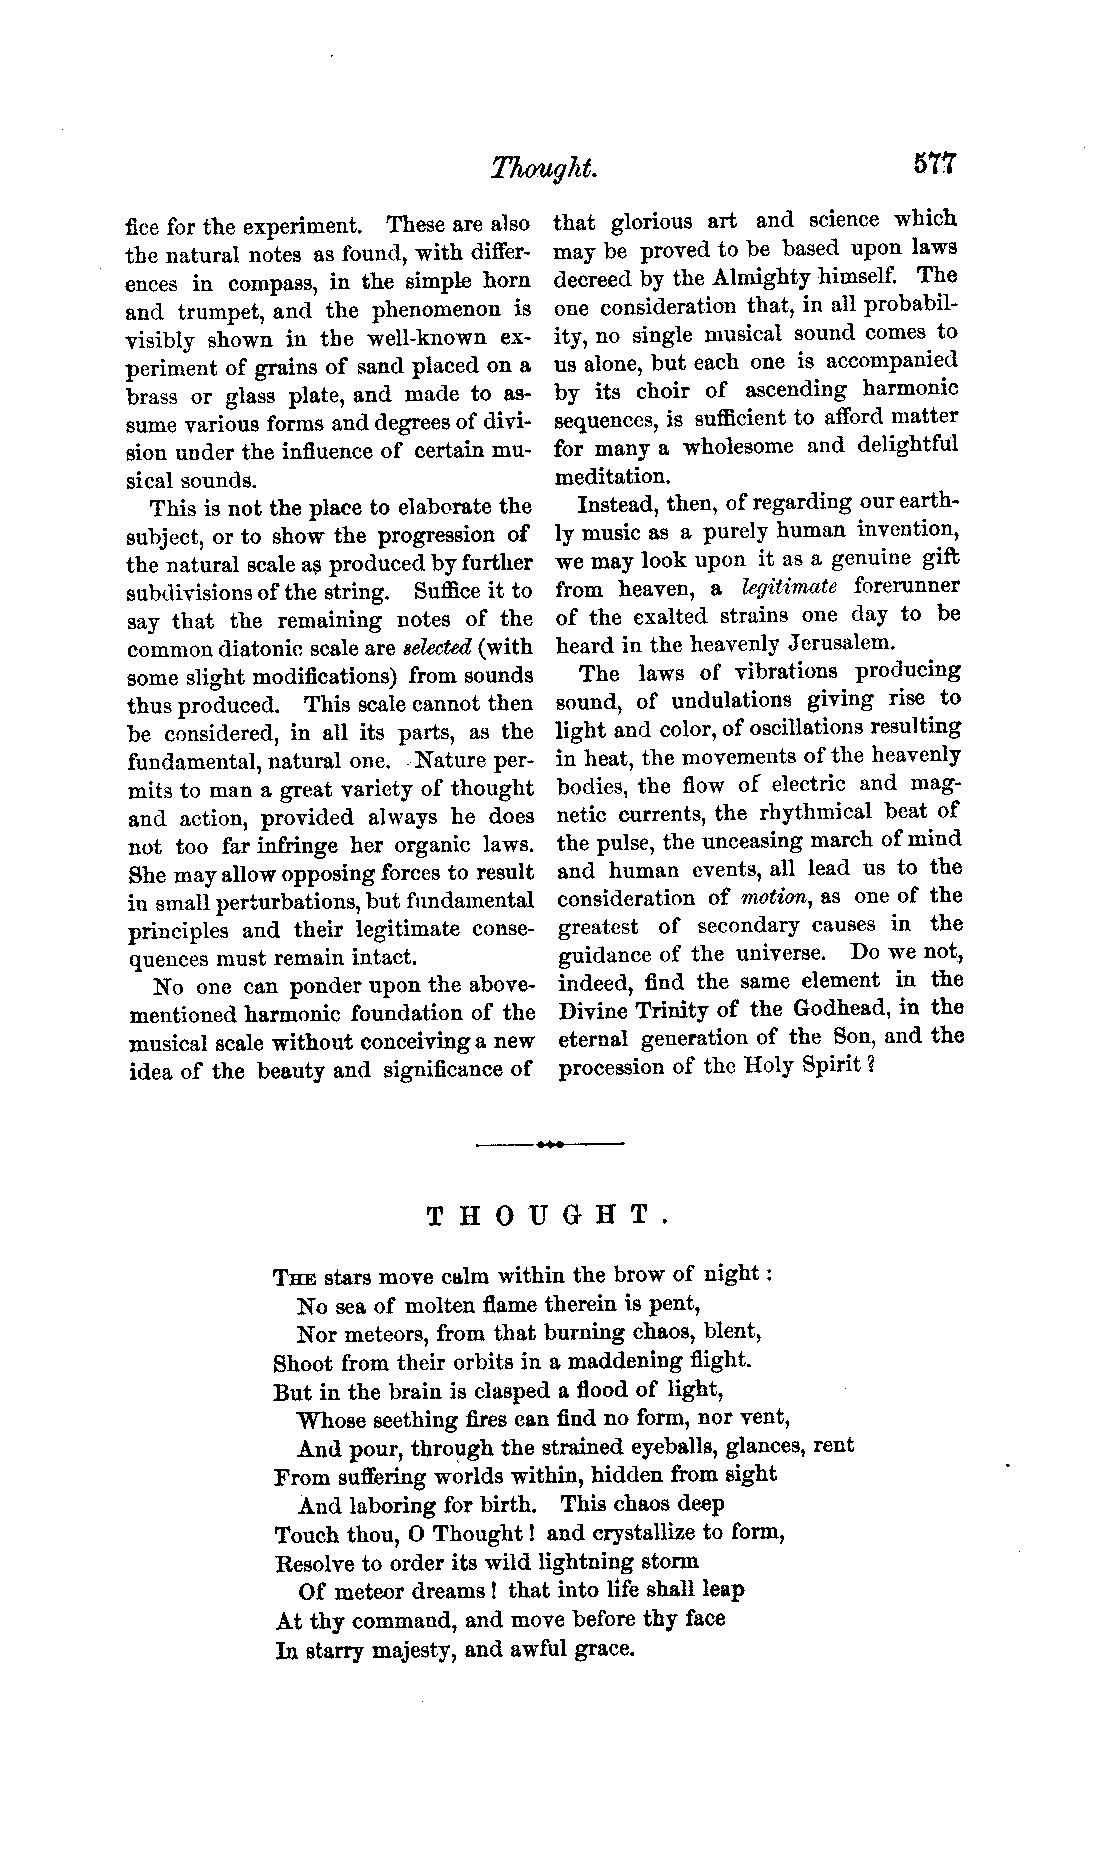 Thought. 577
fice for the experiment. These are also
the natural notes as found, with differ-
ences in compass, in the simple horn
and trumpet, and the phenomenon is
visibly shown in the well-known ex-
periment of grains of sand placed on a
brass or glass plate, and made to as-
sume various forms and degrees of divi-
sion under the influence of certain mu-
sical sounds.
This is not the place to elaborate the
subject, or to show the progression of
the natural scale as produced by further
subdivisions of the string. Suffice it to
say that the remaining notes of the
common diatonic scale are selected (with
some slight modifications) from sounds
thus produced. This scale cannot then
be considered, in all its parts, as the
fundamental, natural one. Nature per-
mits to man a great variety of thought
and action, provided always he does
not too far infringe her organic laws.
She may allow opposing forces to result
in small perturbations, but fundamental
principles and their legitimate conse-
quences must remain intact.
No one can ponder upon the above-
mentioned harmonic foundation of the
musical scale without conceiving a new
idea of the beauty and significance of
that glorious art and science which
may be proved to be based upon laws
decreed by the Almighty himself. The
one consideration that, in all probabil-
ity, no single musical sound comes to
us alone, but each one is accompanied
by its choir of ascending harmonic
sequences, is sufficient to afford matter
for many a wholesome and delightful
meditation.
Instead, then, of regarding our earth-
ly music as a purely human invention,
we may look upon it as a genuine gift
from heaven, a legitimate forerunner
of the exalted strains one day to be
heard in the heavenly Jerusalem.
The laws of vibrations producing
sound, of undulations giving rise to
light and color, of oscillations resulting
in heat, the movements of the heavenly
bodies, the flow of electric and mag-
netic currents, the rhythmical beat of
the pulse, the unceasing march of mind
and human events, all lead us to the
consideration of motion, as one of the
greatest of secondary causes in the
guidance of the universe. Do we not,
indeed, find the same element in the
Divine Trinity of the Godhead, in the
eternal generation of the Son, and the
procession of the Holy Spirit?
THOUGHT.
THE stars move calm within the brow of night:
No sea of molten flame therein is pent,
Nor meteors, from that burning chaos, blent,
Shoot from their orbits in a maddening flight.
But in the brain is clasped a flood of light,
Whose seething fires can find no form, nor vent,
And pour, through the strained eyeballs, glances, rent
From suffering worlds within, hidden from sight
And laboring for birth. This chaos deep
Touch thou, O Thought! and crystallize to form,
Resolve to order its wild lightning storm
Of meteor dreams! that into life shall leap
At thy command, and move before thy face
In starry majesty, and awful grace.